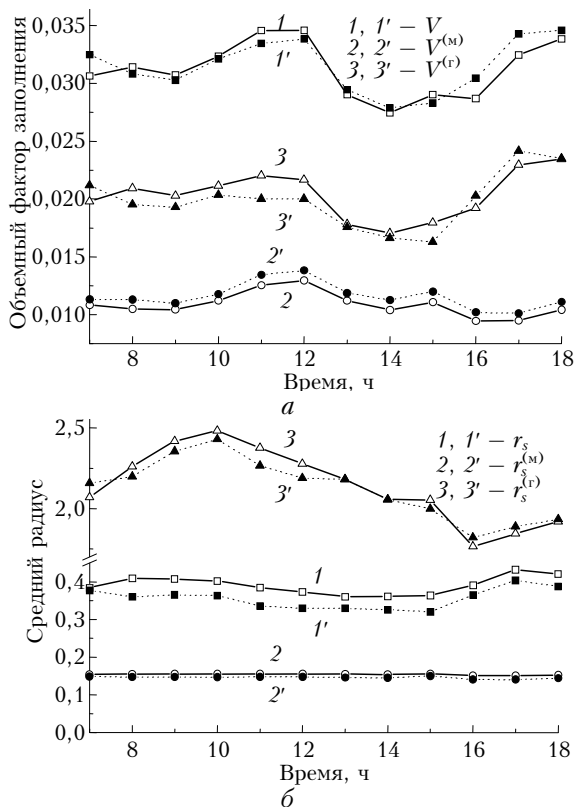 0,035
0,030
0,025
0,020
0,015
0,010
Объемный фактор заполнения
1
1′
1, 1′ – V
2, 2′ – V^(м)
3, 3′ – V^(г)
3
3′
2′
2
8 10 12 14 16 18
Время, ч
а
2,5
2,0
0,4
0,3
0,2
0,1
0,0
Средний радиус
3
3′
1, 1′ – r_s
2, 2′ – r_s^(м)
3, 3′ – r_s^(г)
1
1′
2
2′
8 10 12 14 16 18
Время, ч
б